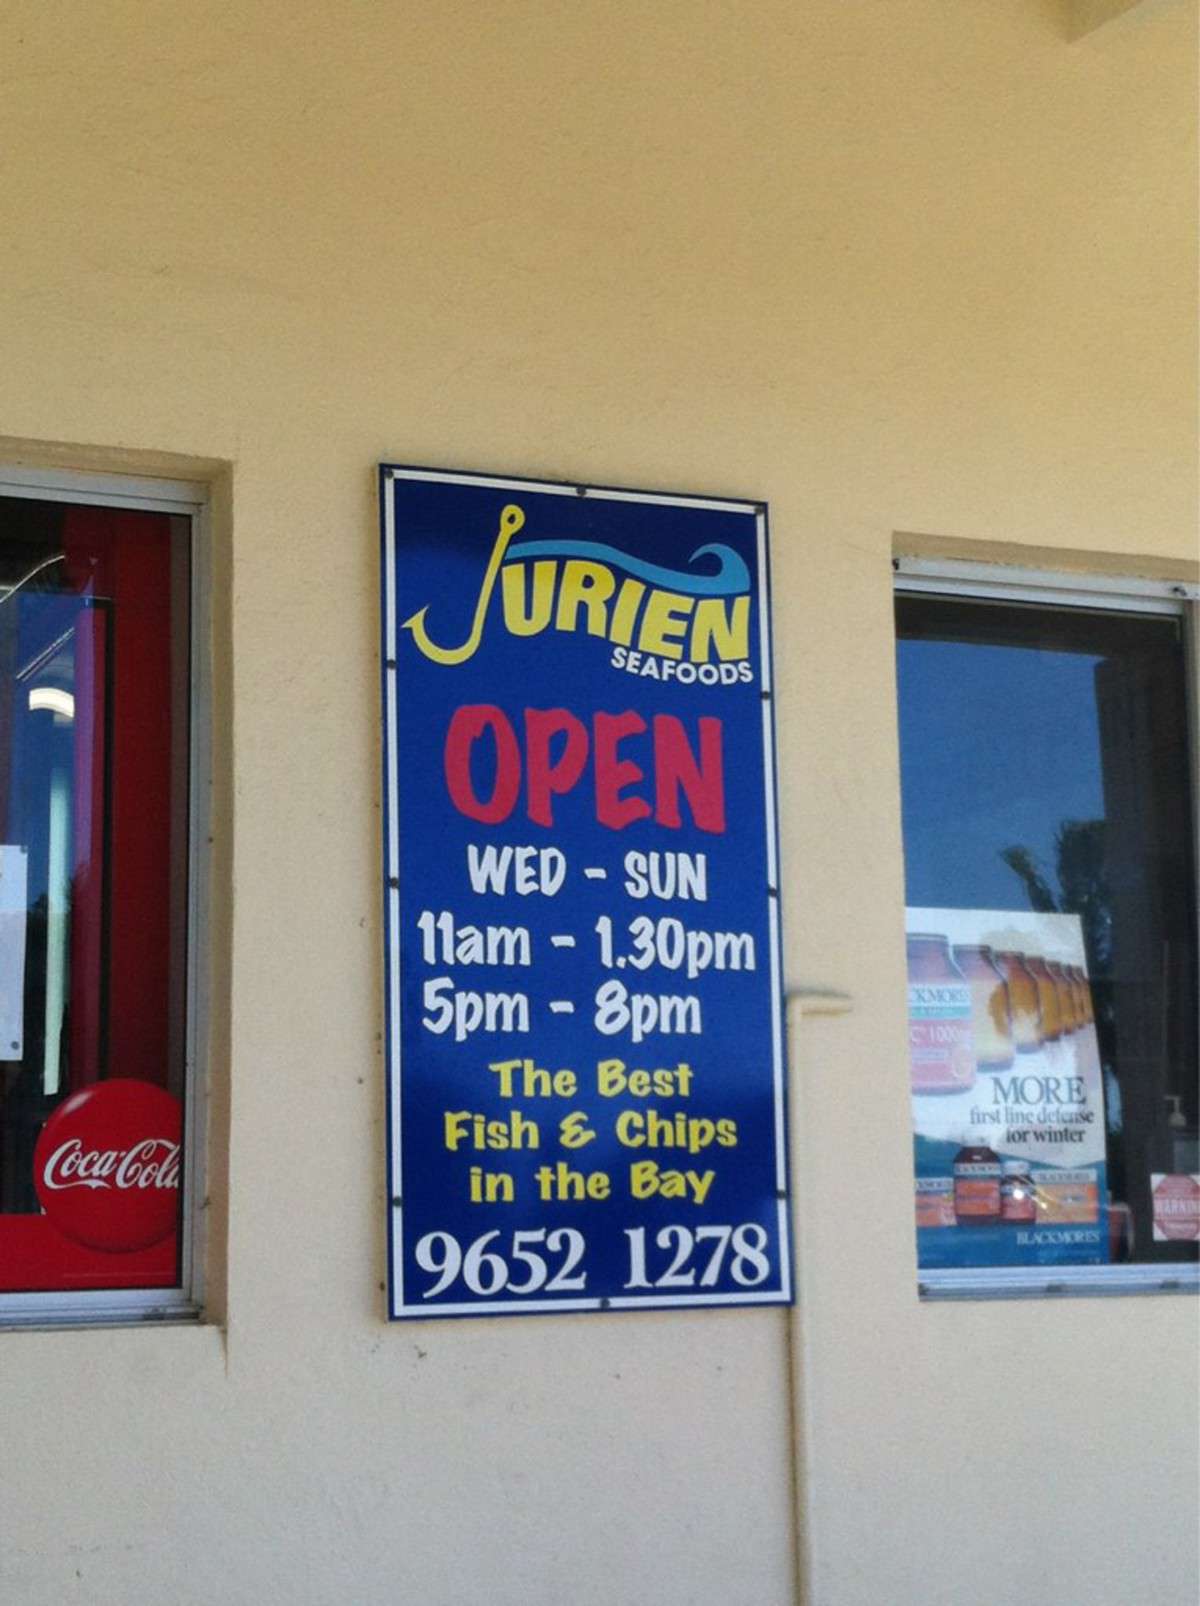 JURIEN
SEAFOODS
OPEN
WED - SUN
11am - 1.30pm
5pm - 8pm
The Best
Fish & Chips
in the Bay
9652 1278
Coca-Cola
MORE
first line defense
for winter
BLACKMORES